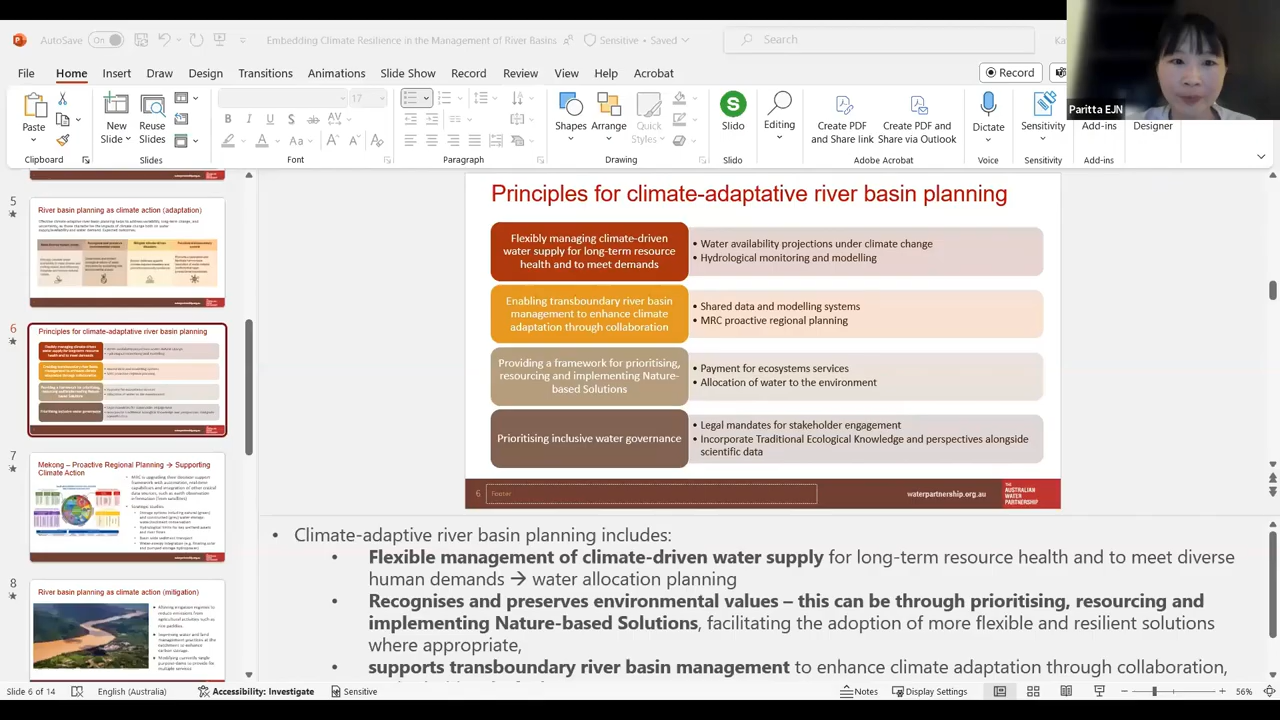 AutoSave
On
Embedding Climate Resilience in the Management of River Basins
Sensitive • Saved
Search
File Home Insert Draw Design Transitions Animations Slide Show Record Review View Help Acrobat
Record
Paritta EJN
Paste
New Slide
Reuse Slides
17
Shapes
Arrange
Quick Styles
Slido
Editing
Create PDF and Share link
Create PDF and Share via Outlook
Dictate
Sensitivity
Add-ins
Designer
Clipboard
Slides
Font
Paragraph
Drawing
Slido
Adobe Acrobat
Voice
Sensitivity
Add-ins
5
River basin planning as climate action (adaptation)
6
Principles for climate-adaptative river basin planning
7
Mekong – Proactive Regional Planning → Supporting
Climate Action
8
River basin planning as climate action (mitigation)
Principles for climate-adaptative river basin planning
Flexibly managing climate-driven
water supply for long-term resource
health and to meet demands
• Water availability projections under climate change
• Hydrological monitoring and modelling
Enabling transboundary river basin
management to enhance climate
adaptation through collaboration
• Shared data and modelling systems
• MRC proactive regional planning
Providing a framework for prioritising,
resourcing and implementing Nature-
based Solutions
• Payment for ecosystem services
• Allocation of water to the environment
Prioritising inclusive water governance
• Legal mandates for stakeholder engagement
• Incorporate Traditional Ecological Knowledge and perspectives alongside
scientific data
6
Footer
waterpartnership.org.au
THE
AUSTRALIAN
WATER
PARTNERSHIP
• Climate-adaptive river basin planning includes:
• Flexible management of climate-driven water supply for long-term resource health and to meet diverse
human demands → water allocation planning
• Recognises and preserves environmental values – this can be through prioritising, resourcing and
implementing Nature-based Solutions, facilitating the adoption of more flexible and resilient solutions
where appropriate,
• supports transboundary river basin management to enhance climate adaptation through collaboration,
Slide 6 of 14
English (Australia)
Accessibility: Investigate
Sensitive
Notes
Display Settings
56%